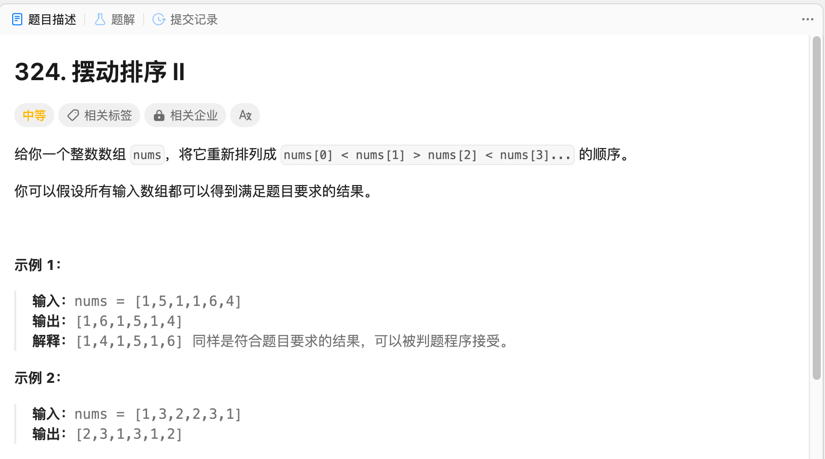 题目描述 题解 提交记录
324. 摆动排序 II
中等 相关标签 相关企业 Aあ
给你一个整数数组 nums，将它重新排列成 nums[0] < nums[1] > nums[2] < nums[3]... 的顺序。
你可以假设所有输入数组都可以得到满足题目要求的结果。
示例 1：
输入：nums = [1,5,1,1,6,4]
输出：[1,6,1,5,1,4]
解释：[1,4,1,5,1,6] 同样是符合题目要求的结果，可以被判题程序接受。
示例 2：
输入：nums = [1,3,2,2,3,1]
输出：[2,3,1,3,1,2]